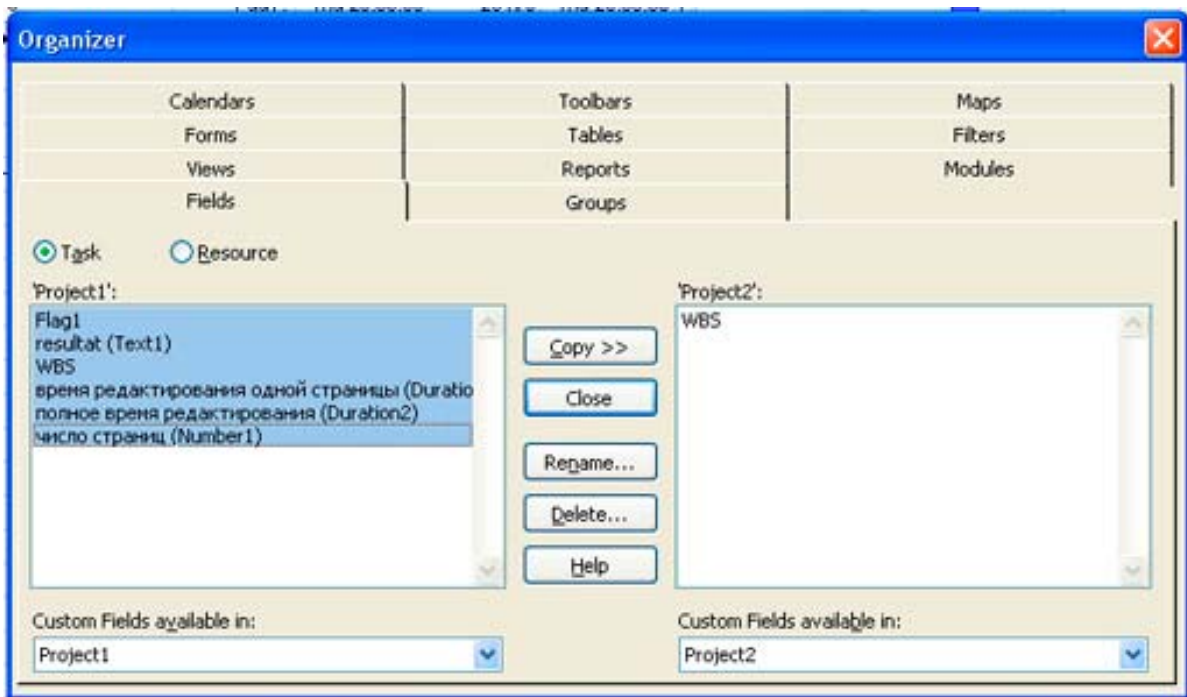 Organizer
Calendars Toolbars Maps
Forms Tables Filters
Views Reports Modules
Fields Groups
Task Resource
'Project1': 'Project2':
Flag1 WBS
resultat (Text1)
WBS
время редактирования одной страницы (Duratio
полное время редактирования (Duration2)
число страниц (Number1)
Copy >>
Close
Rename...
Delete...
Help
Custom Fields available in: Custom Fields available in:
Project1 Project2